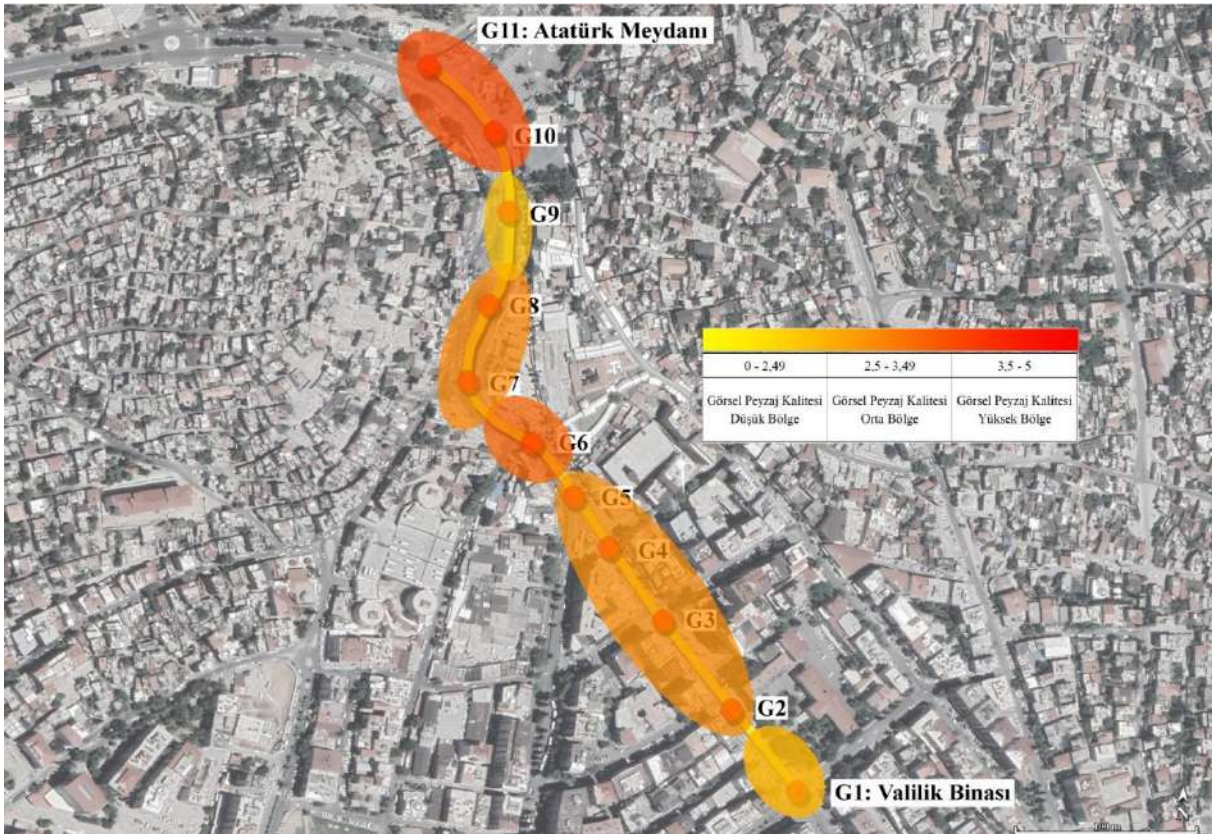 G11: Atatürk Meydanı
G10
G9
G8
G7
G6
G5
G4
G3
G2
G1: Valilik Binası
0 - 2,49
2,5 - 3,49
3,5 - 5
Görsel Peyzaj Kalitesi
Düşük Bölge
Görsel Peyzaj Kalitesi
Orta Bölge
Görsel Peyzaj Kalitesi
Yüksek Bölge
N